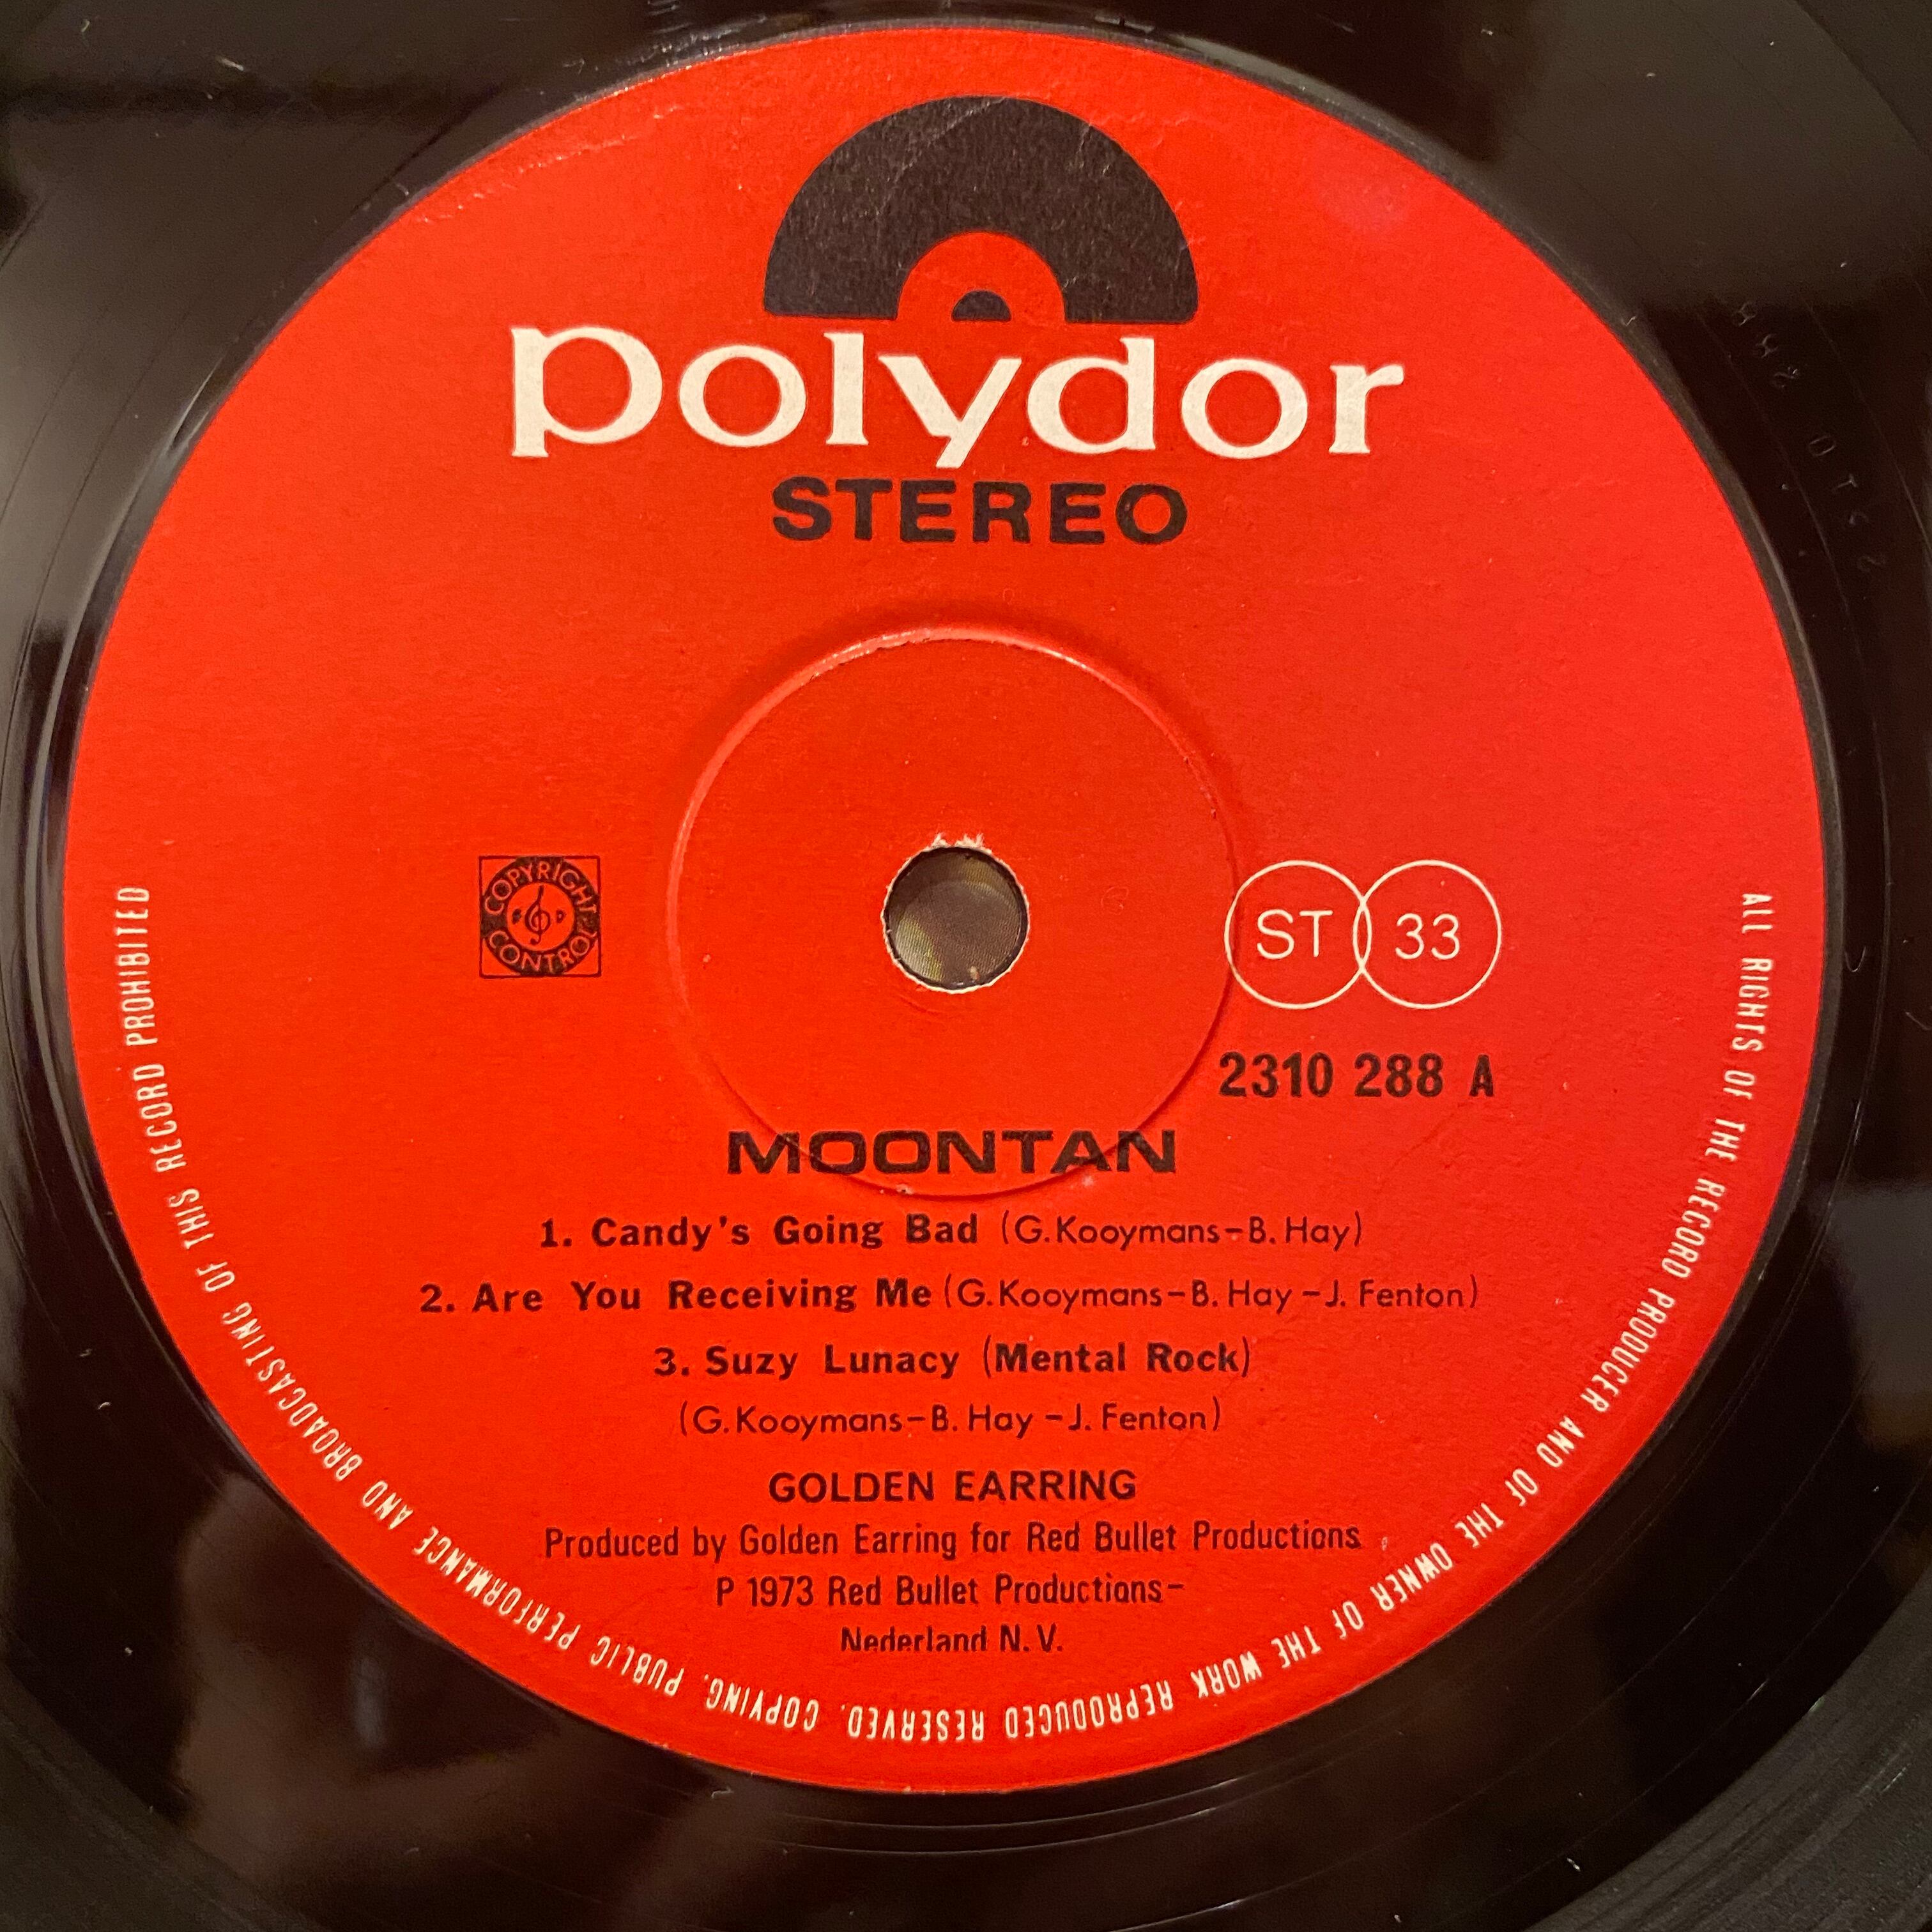 polydor
STEREO
COPYRIGHT
CONTROL
ST 33
2310 288 A
MOONTAN
1. Candy's Going Bad (G. Kooymans-B. Hay)
2. Are You Receiving Me (G. Kooymans-B. Hay-J. Fenton)
3. Suzy Lunacy (Mental Rock)
(G. Kooymans-B. Hay-J. Fenton)
GOLDEN EARRING
Produced by Golden Earring for Red Bullet Productions
P 1973 Red Bullet Productions-
Nederland N.V.
ALL RIGHTS OF THE RECORD PRODUCER AND OF THE OWNER OF THE WORK REPRODUCED RESERVED. COPYING, PUBLIC PERFORMANCE AND BROADCASTING OF THIS RECORD PROHIBITED